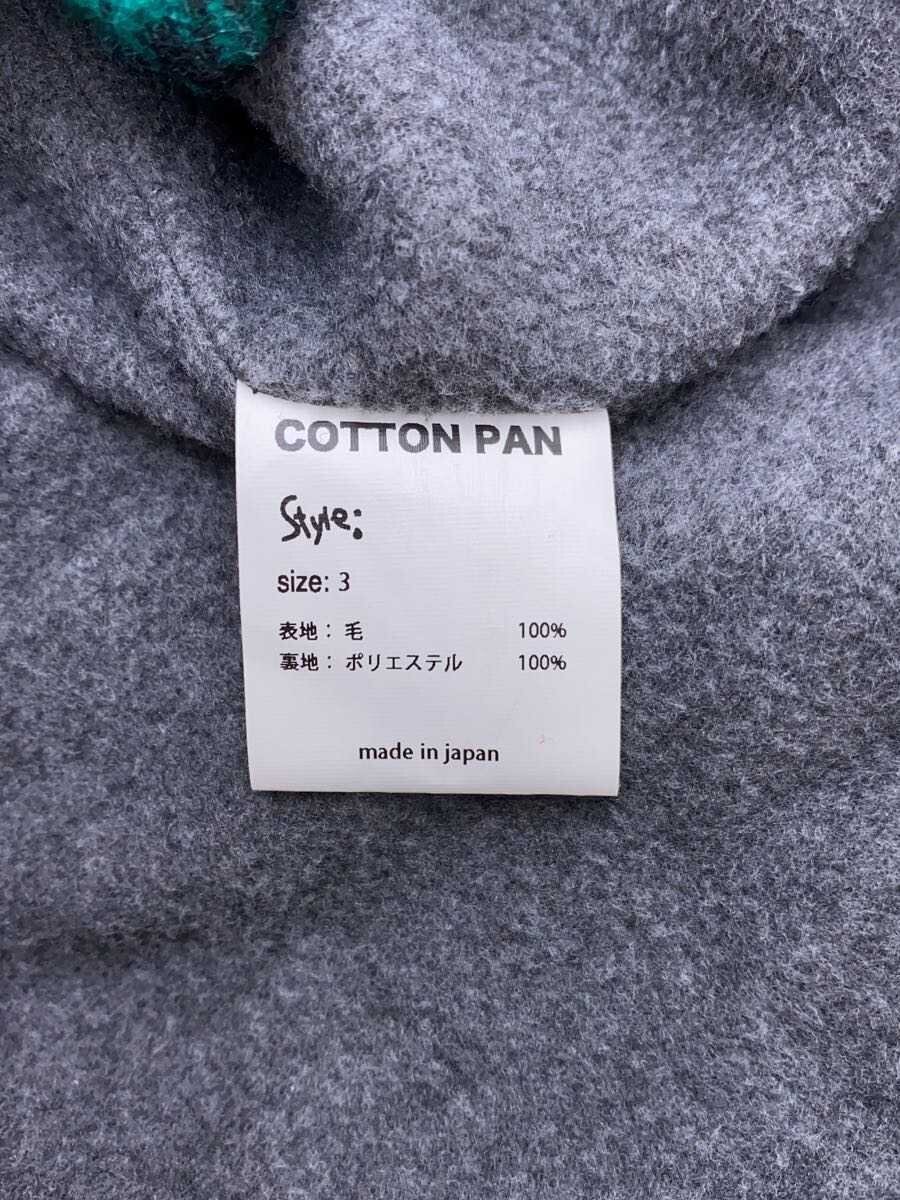 COTTON PAN
Style:
size: 3
表地： 毛 100%
裏地： ポリエステル 100%
made in japan